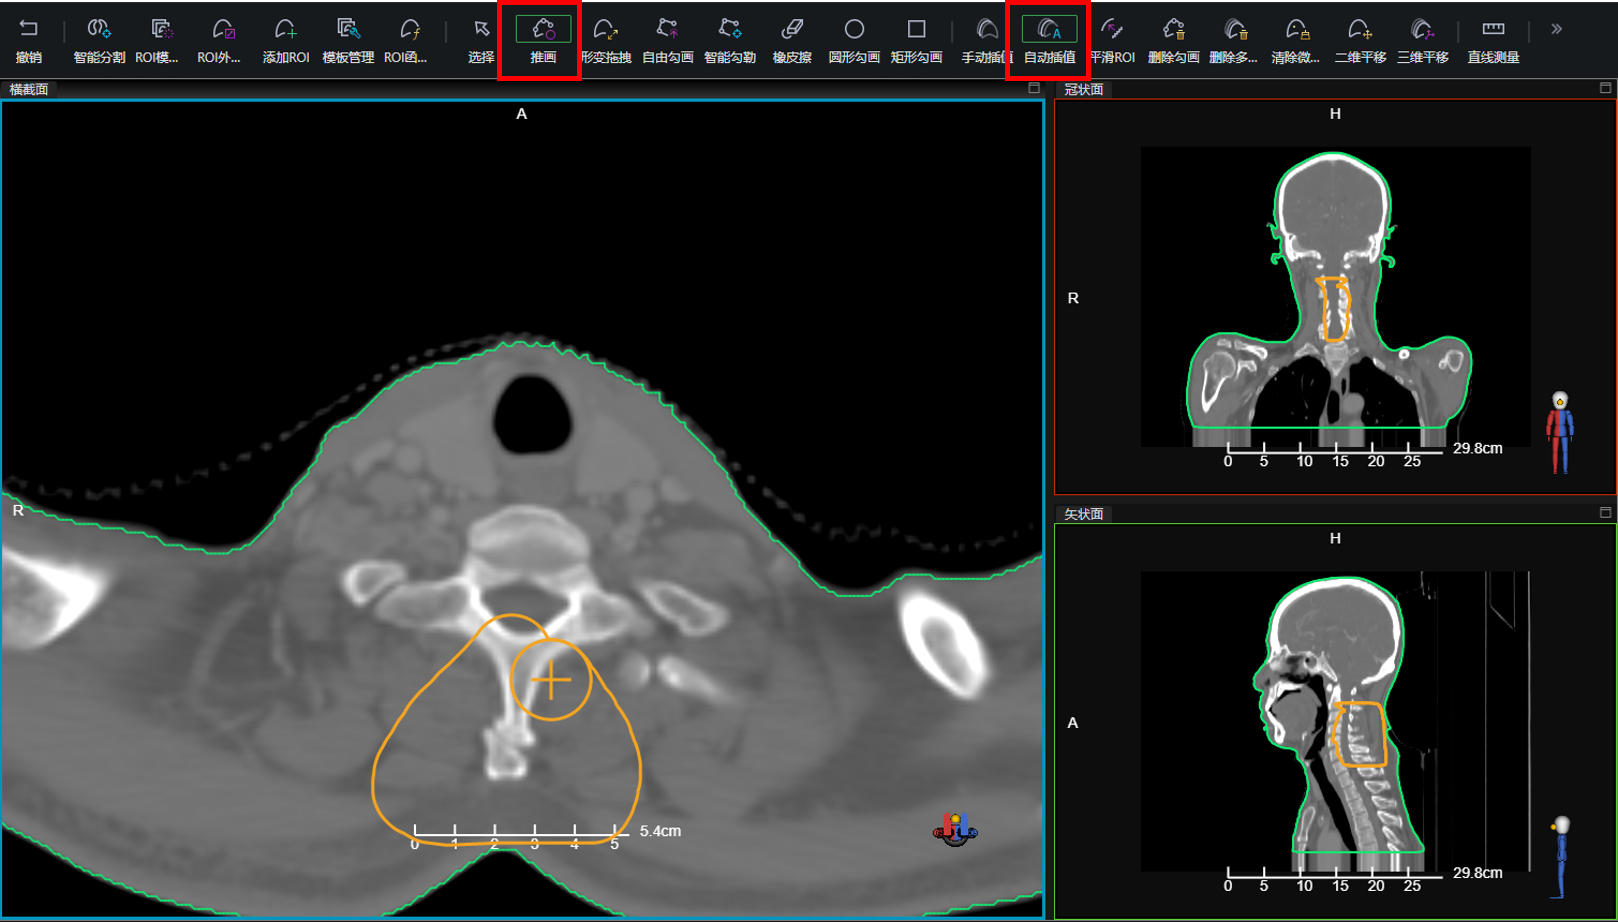 撤销 智能分割 ROI模... ROI外... 添加ROI 模板管理 ROI函... 选择 推画 形变拖拽 自由勾画 智能勾勒 橡皮擦 圆形勾画 矩形勾画 手动插值 自动插值 平滑ROI 删除勾画 删除多... 清除微... 二维平移 三维平移 直线测量
横截面
A
R
5.4cm
0 1 2 3 4 5
冠状面
H
R
29.8cm
0 5 10 15 20 25
矢状面
H
A
29.8cm
0 5 10 15 20 25